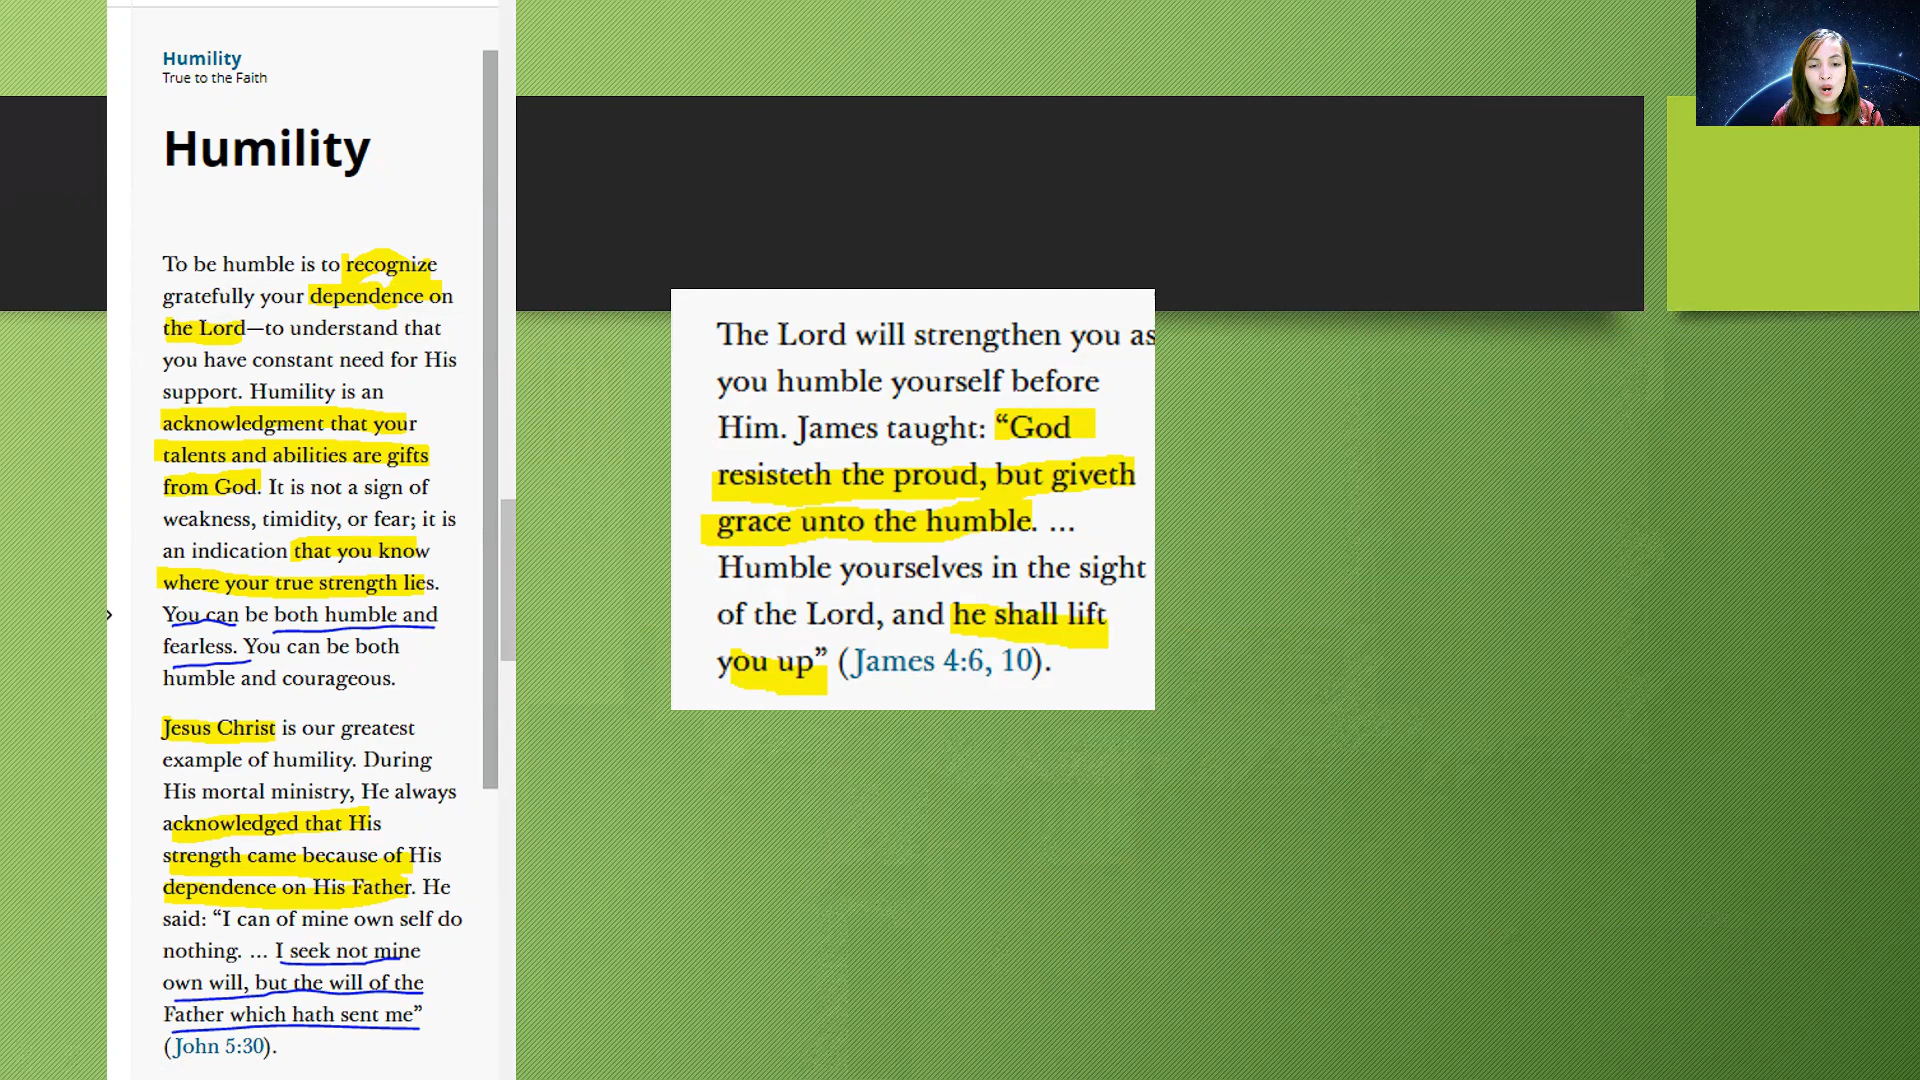 Humility
True to the Faith
Humility
To be humble is to recognize
gratefully your dependence on
the Lord—to understand that
you have constant need for His
support. Humility is an
acknowledgment that your
talents and abilities are gifts
from God. It is not a sign of
weakness, timidity, or fear; it is
an indication that you know
where your true strength lies.
You can be both humble and
fearless. You can be both
humble and courageous.
Jesus Christ is our greatest
example of humility. During
His mortal ministry, He always
acknowledged that His
strength came because of His
dependence on His Father. He
said: “I can of mine own self do
nothing. … I seek not mine
own will, but the will of the
Father which hath sent me”
(John 5:30).
The Lord will strengthen you as
you humble yourself before
Him. James taught: “God
resisteth the proud, but giveth
grace unto the humble. …
Humble yourselves in the sight
of the Lord, and he shall lift
you up” (James 4:6, 10).